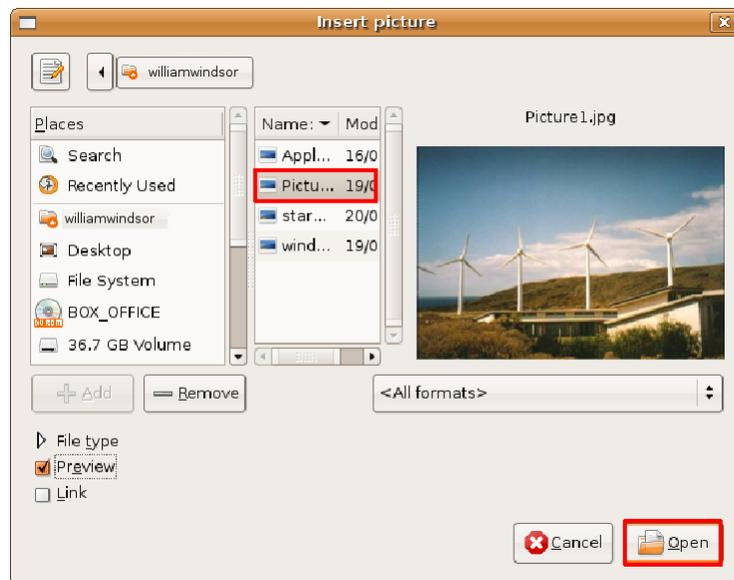 Insert picture
williamwindsor
Places
Search
Recently Used
williamwindsor
Desktop
File System
BOX_OFFICE
36.7 GB Volume
Add
Remove
Name: Mod
Appl... 16/0
Pictu... 19/0
star... 20/0
wind... 19/0
Picture1.jpg
<All formats>
File type
Preview
Link
Cancel
Open